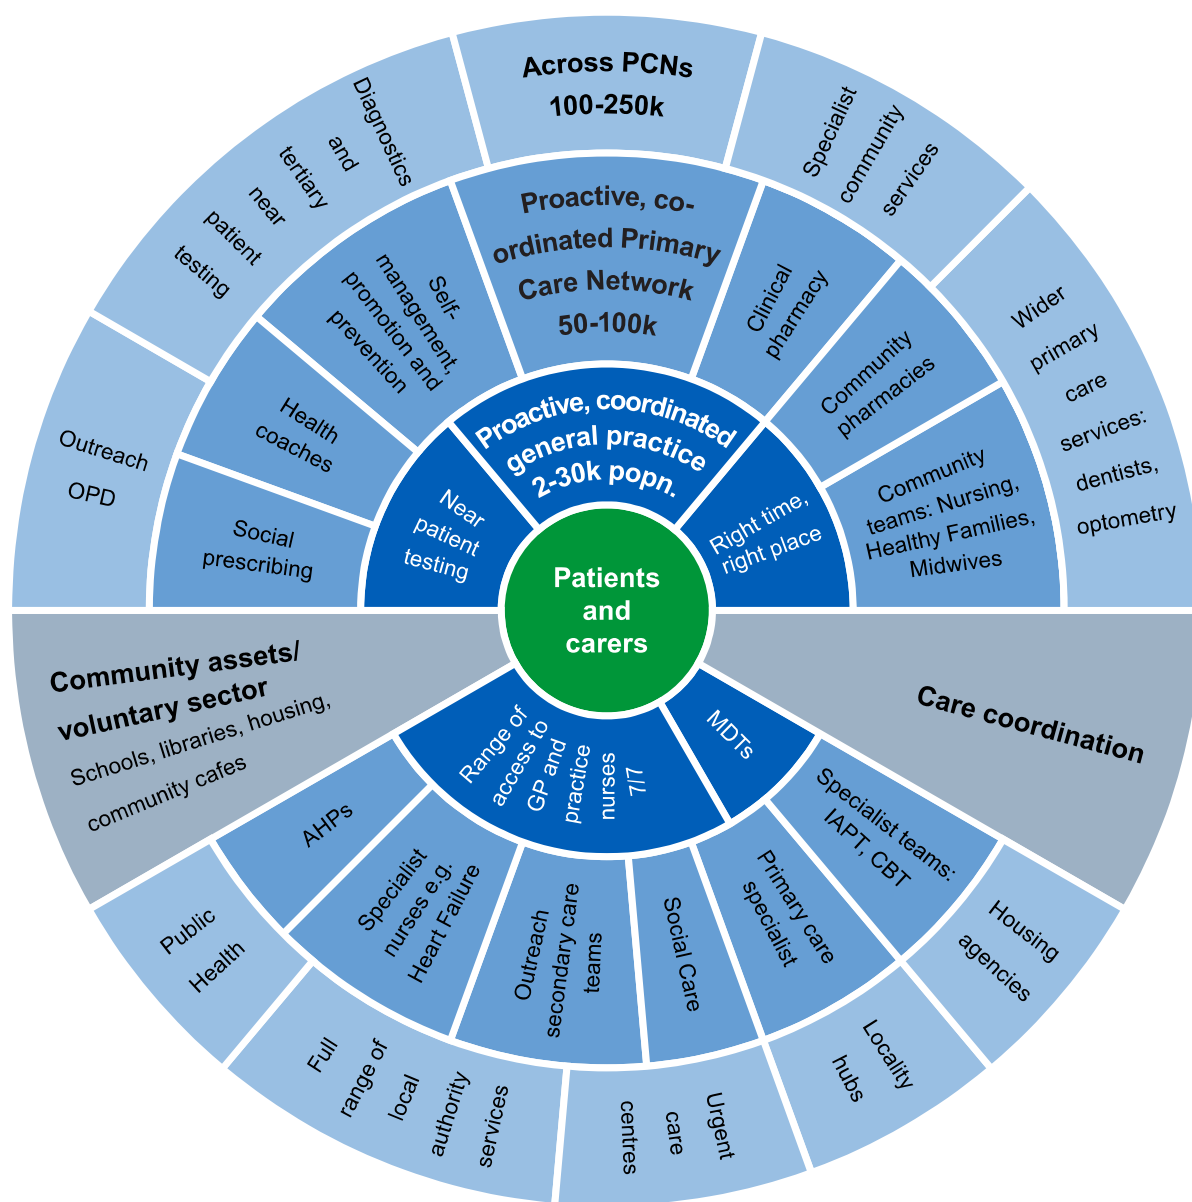 Across PCNs
100-250k
Specialist
community
services
Wider
primary
care
services:
dentists,
optometry
Diagnostics
and
tertiary
near
patient
testing
Outreach
OPD
Proactive, co-
ordinated Primary
Care Network
50-100k
Clinical
pharmacy
Community
pharmacies
Community
teams: Nursing,
Healthy Families,
Midwives
Self-
management,
promotion and
prevention
Health
coaches
Social
prescribing
Proactive, coordinated
general practice
2-30k popn.
Near
patient
testing
Right time,
right place
Patients
and
carers
Community assets/
voluntary sector
Schools, libraries, housing,
community cafes
Care coordination
Range of
access to
GP and
practice
nurses
7/7
MDTs
AHPs
Specialist
nurses e.g.
Heart Failure
Outreach
secondary care
teams
Social Care
Primary care
specialist
Specialist teams:
IAPT, CBT
Public
Health
Full
range of
local
authority
services
Urgent
care
centres
Locality
hubs
Housing
agencies